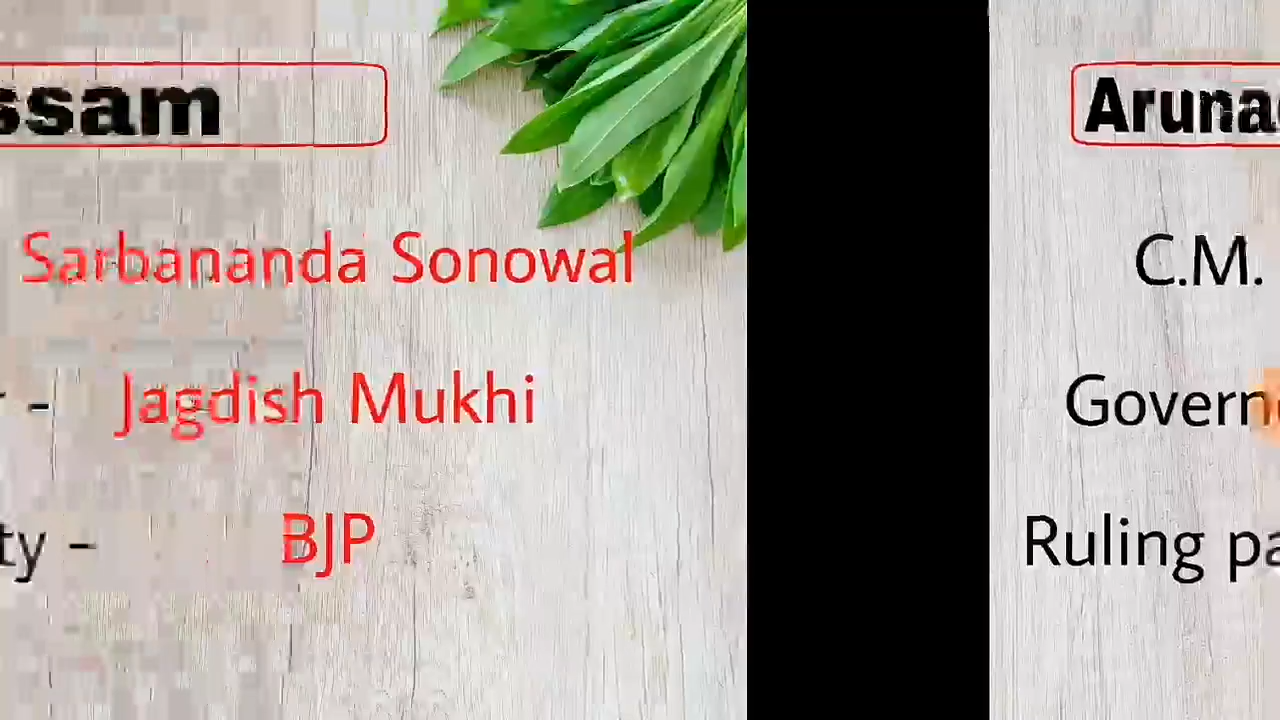 ssam
Sarbananda Sonowal
- Jagdish Mukhi
ty - BJP
Aruna
C.M.
Govern
Ruling pa